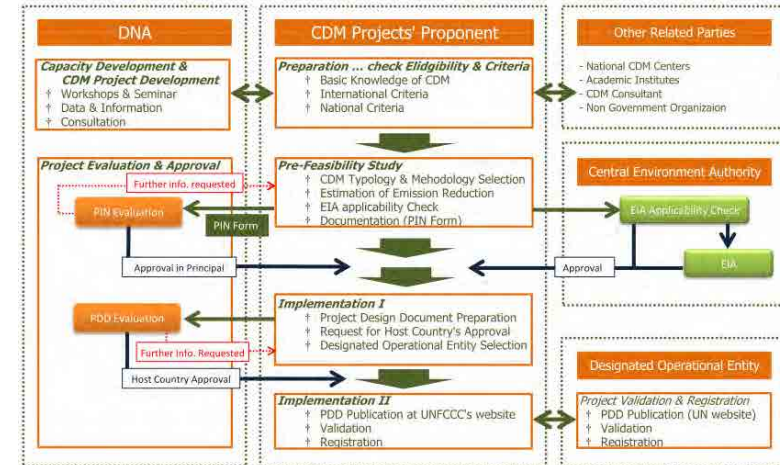 DNA
Capacity Development &
CDM Project Development
† Workshops & Seminar
† Data & Information
† Consultation
Project Evaluation & Approval
Further info. requested
PIN Evaluation
PIN Form
Approval in Principal
PDD Evaluation
Further Info. Requested
Host Country Approval
CDM Projects' Proponent
Preparation ... check Elidgibility & Criteria
† Basic Knowledge of CDM
† International Criteria
† National Criteria
Pre-Feasibility Study
† CDM Typology & Mehodology Selection
† Estimation of Emission Reduction
† EIA applicability Check
† Documentation (PIN Form)
Implementation I
† Project Design Document Preparation
† Request for Host Country's Approval
† Designated Operational Entity Selection
Implementation II
† PDD Publication at UNFCCC's website
† Validation
† Registration
Other Related Parties
- National CDM Centers
- Academic Institutes
- CDM Consultant
- Non Government Organizaion
Central Environment Authority
EIA Applicability Check
EIA
Approval
Designated Operational Entity
Project Validation & Registration
† PDD Publication (UN website)
† Validation
† Registration